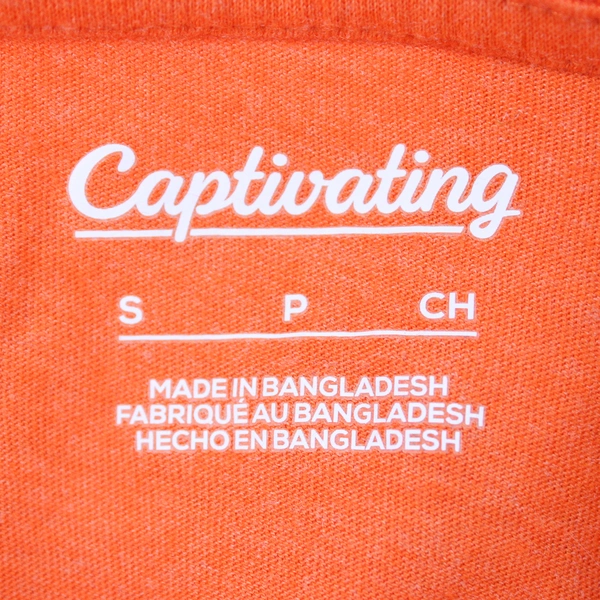 Captivating
S P CH
MADE IN BANGLADESH
FABRIQUÉ AU BANGLADESH
HECHO EN BANGLADESH